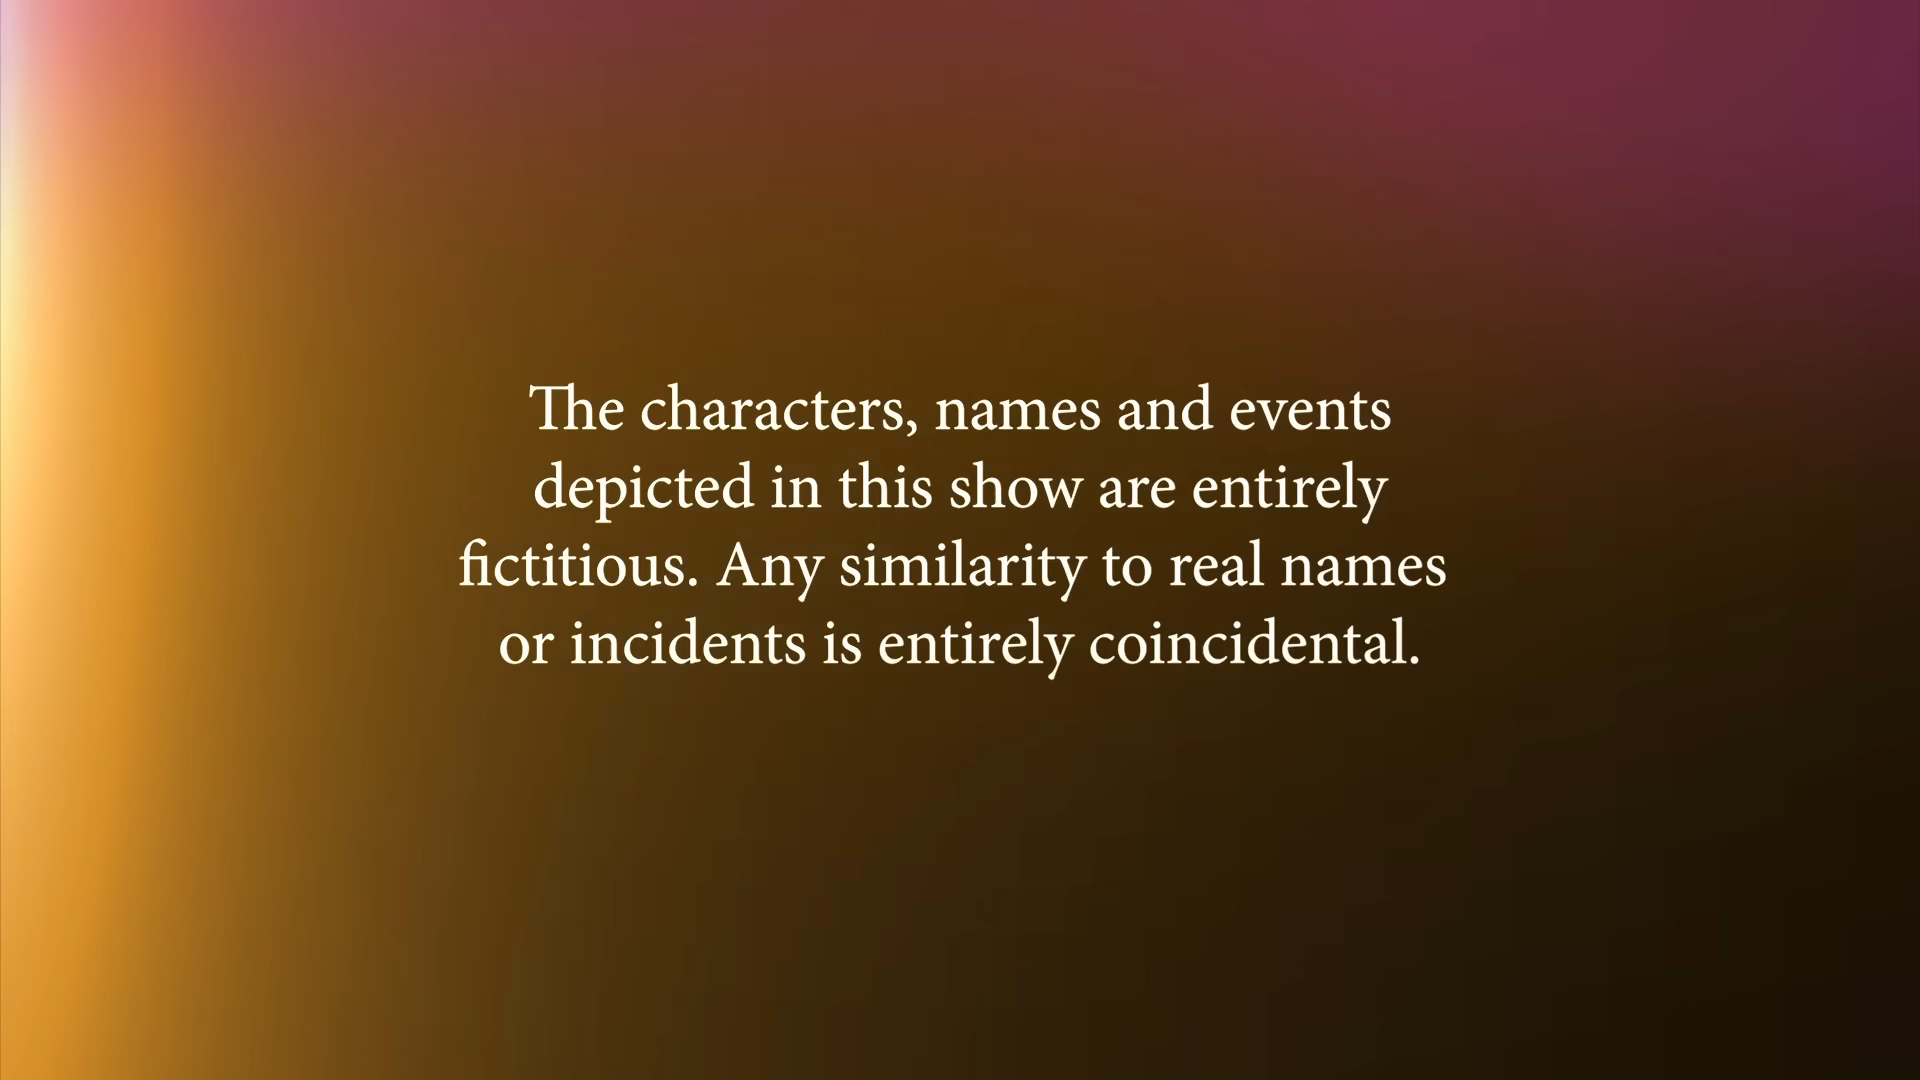 The characters, names and events
depicted in this show are entirely
fictitious. Any similarity to real names
or incidents is entirely coincidental.